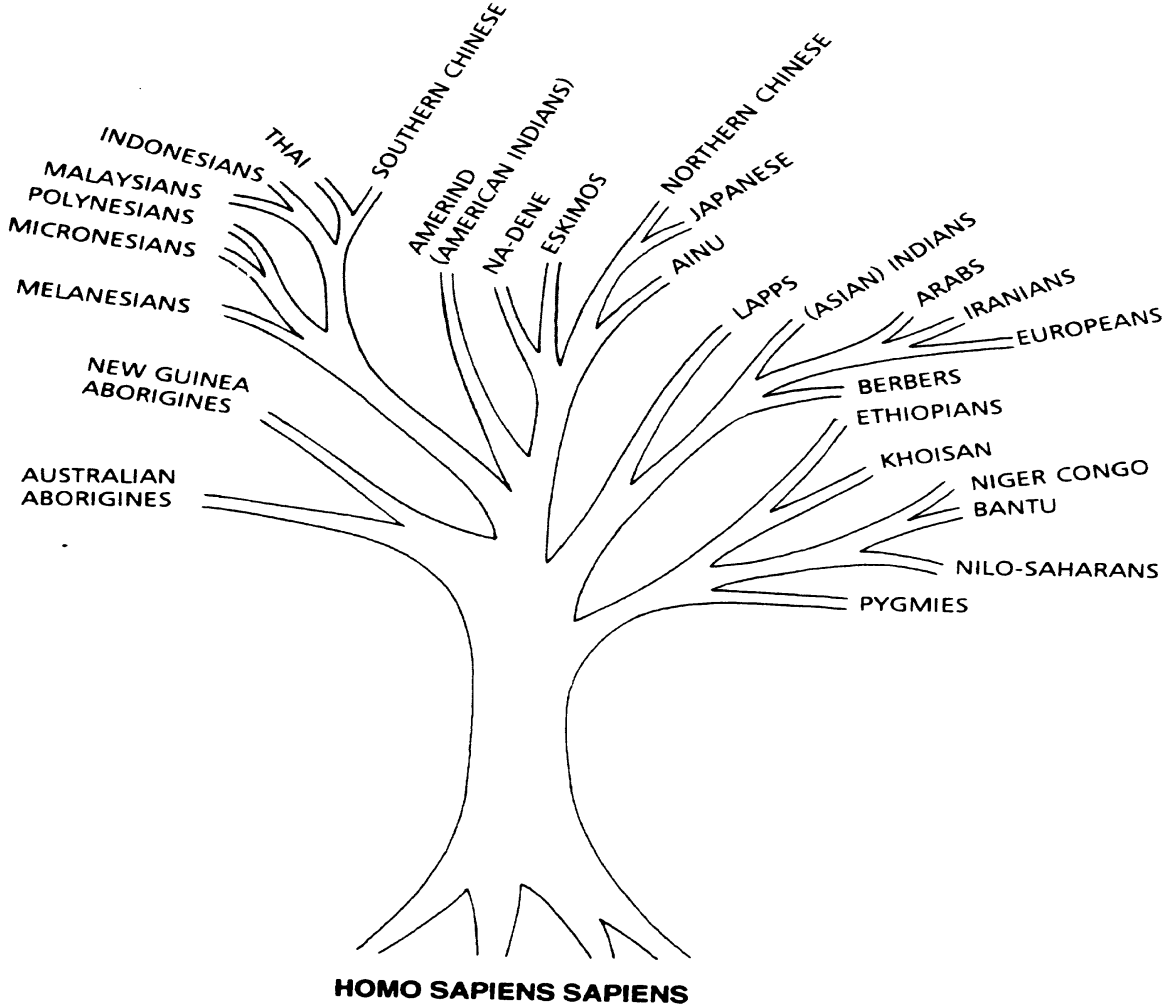 SOUTHERN CHINESE
THAI
INDONESIANS
MALAYSIANS
POLYNESIANS
MICRONESIANS
MELANESIANS
NEW GUINEA
ABORIGINES
AUSTRALIAN
ABORIGINES
AMERIND
(AMERICAN INDIANS)
NA-DENE
ESKIMOS
NORTHERN CHINESE
JAPANESE
AINU
LAPPS
(ASIAN) INDIANS
ARABS
IRANIANS
EUROPEANS
BERBERS
ETHIOPIANS
KHOISAN
NIGER CONGO
BANTU
NILO-SAHARANS
PYGMIES
HOMO SAPIENS SAPIENS